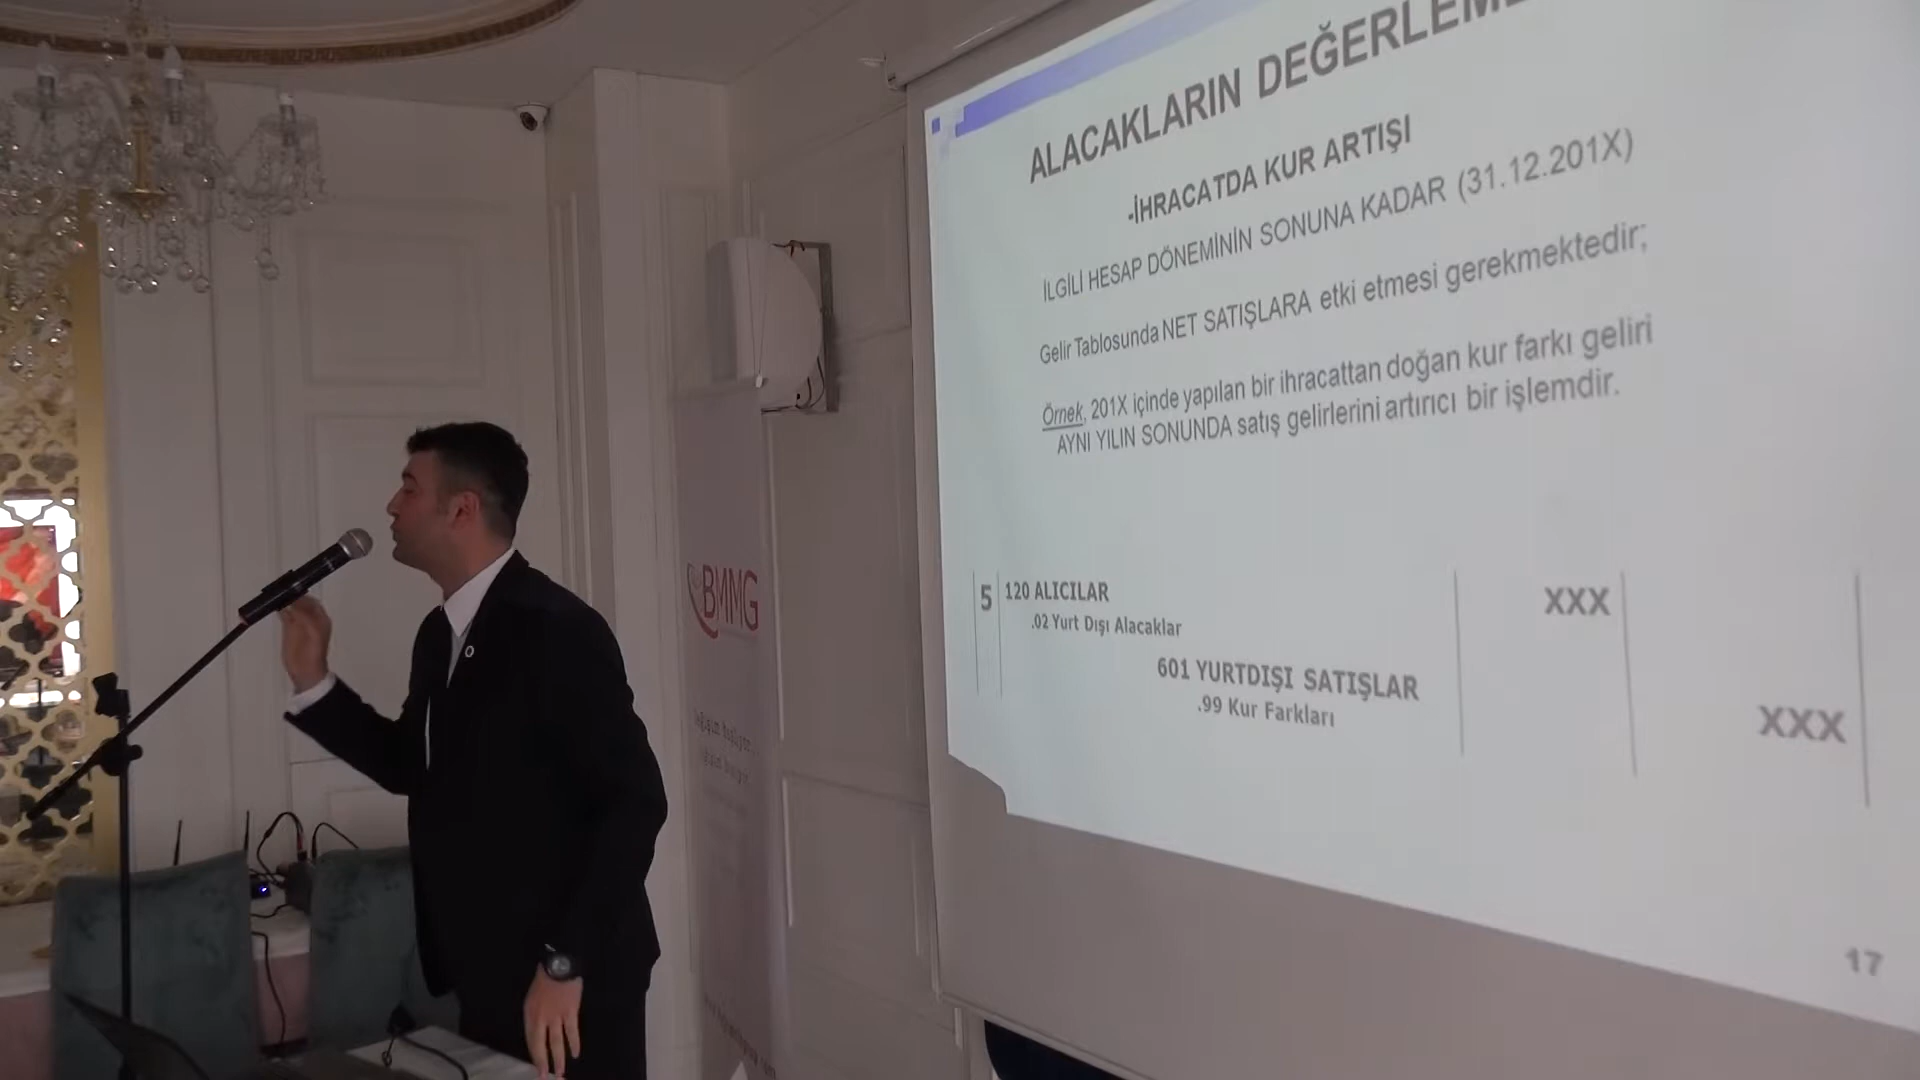 ALACAKLARIN DEĞERLEME
-İHRACATDA KUR ARTIŞI
İLGİLİ HESAP DÖNEMİNİN SONUNA KADAR (31.12.201X)
Gelir Tablosunda NET SATIŞLARA etki etmesi gerekmektedir;
Örnek, 201X içinde yapılan bir ihracattan doğan kur farkı geliri
AYNI YILIN SONUNDA satış gelirlerini artırıcı bir işlemdir.
5 120 ALICILAR XXX
.02 Yurt Dışı Alacaklar
601 YURTDIŞI SATIŞLAR XXX
.99 Kur Farkları
17
BMMG